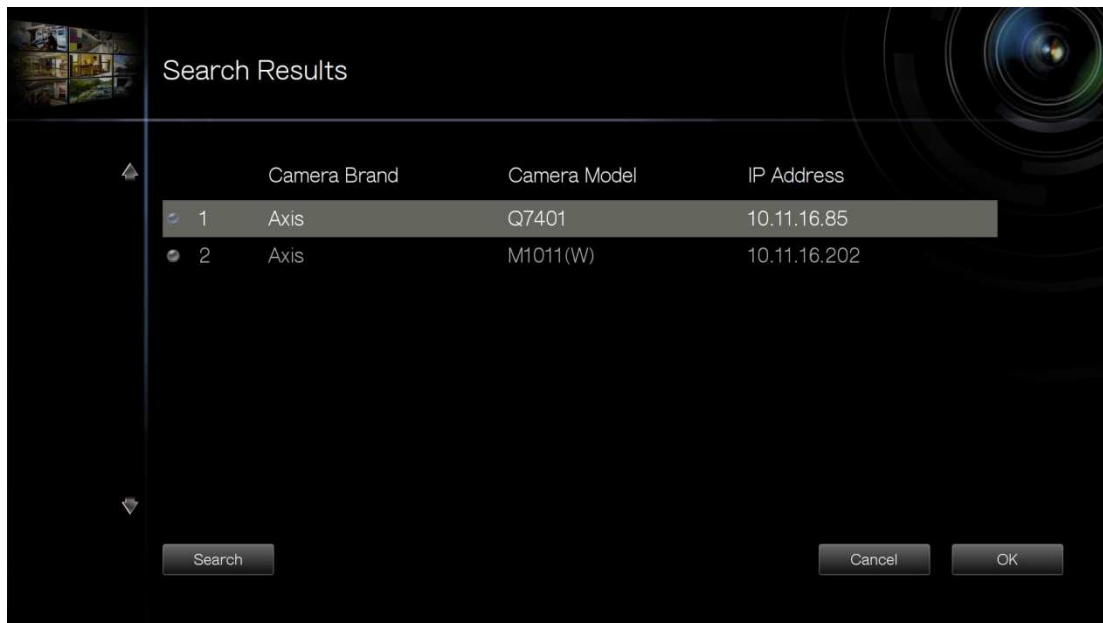 Search Results
Camera Brand Camera Model IP Address
1 Axis Q7401 10.11.16.85
2 Axis M1011(W) 10.11.16.202
Search Cancel OK